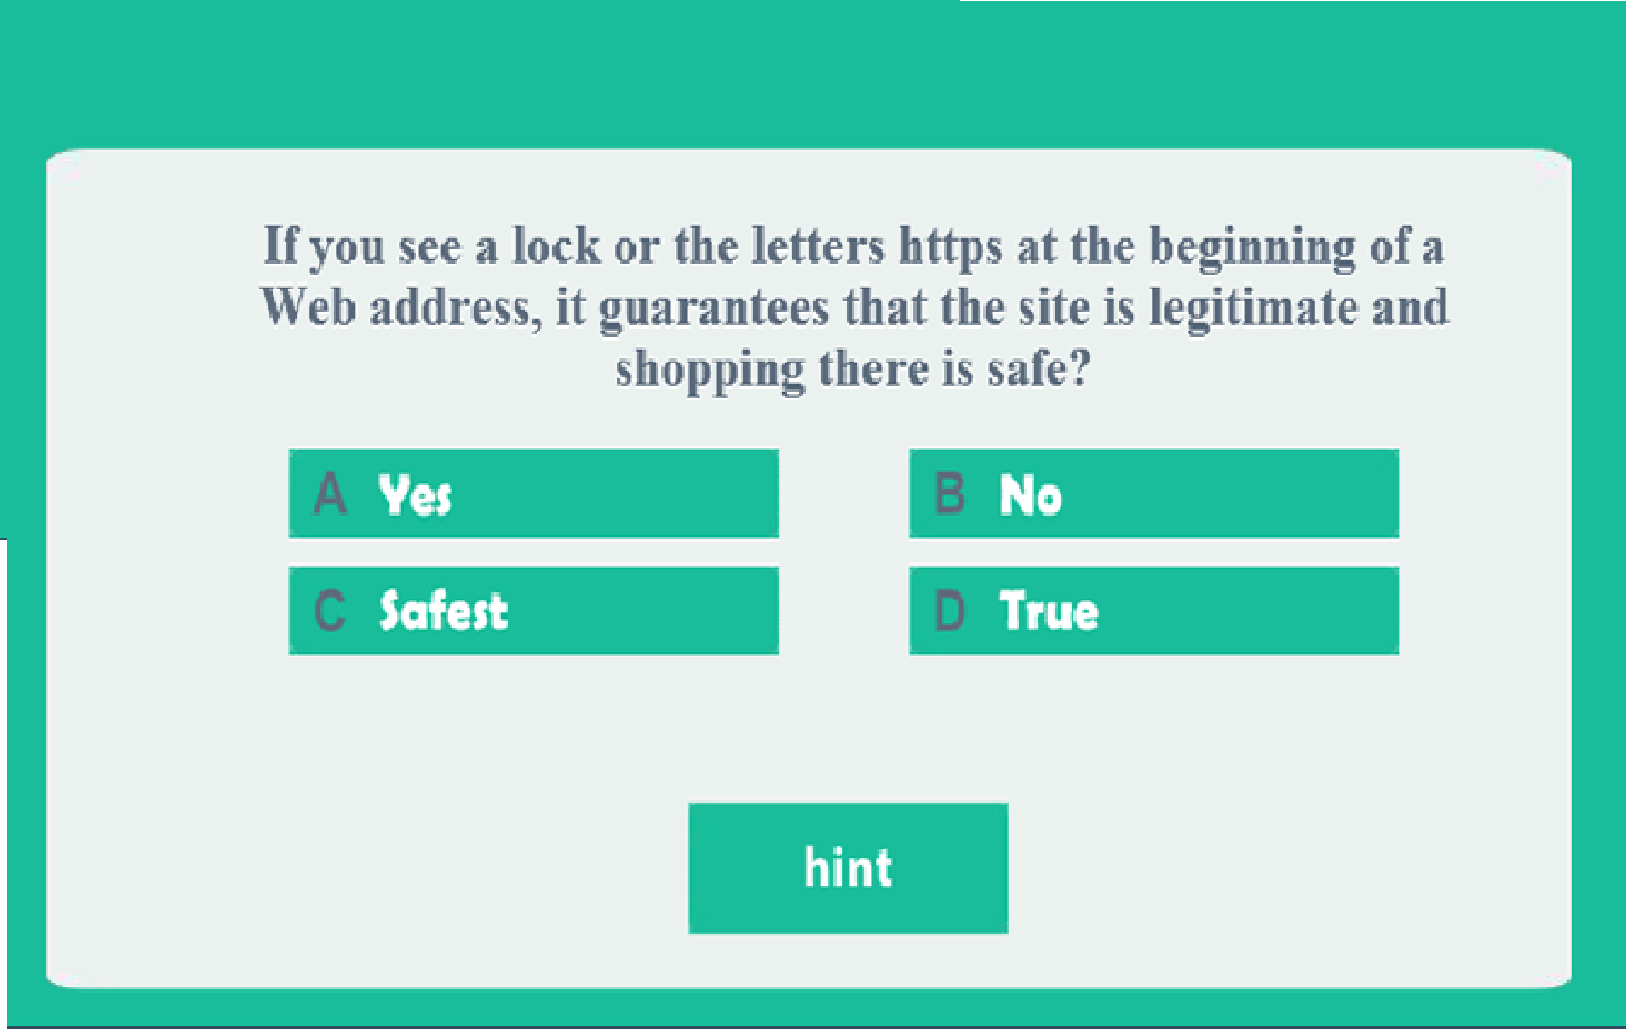 If you see a lock or the letters https at the beginning of a
Web address, it guarantees that the site is legitimate and
shopping there is safe?
A Yes
B No
C Safest
D True
hint